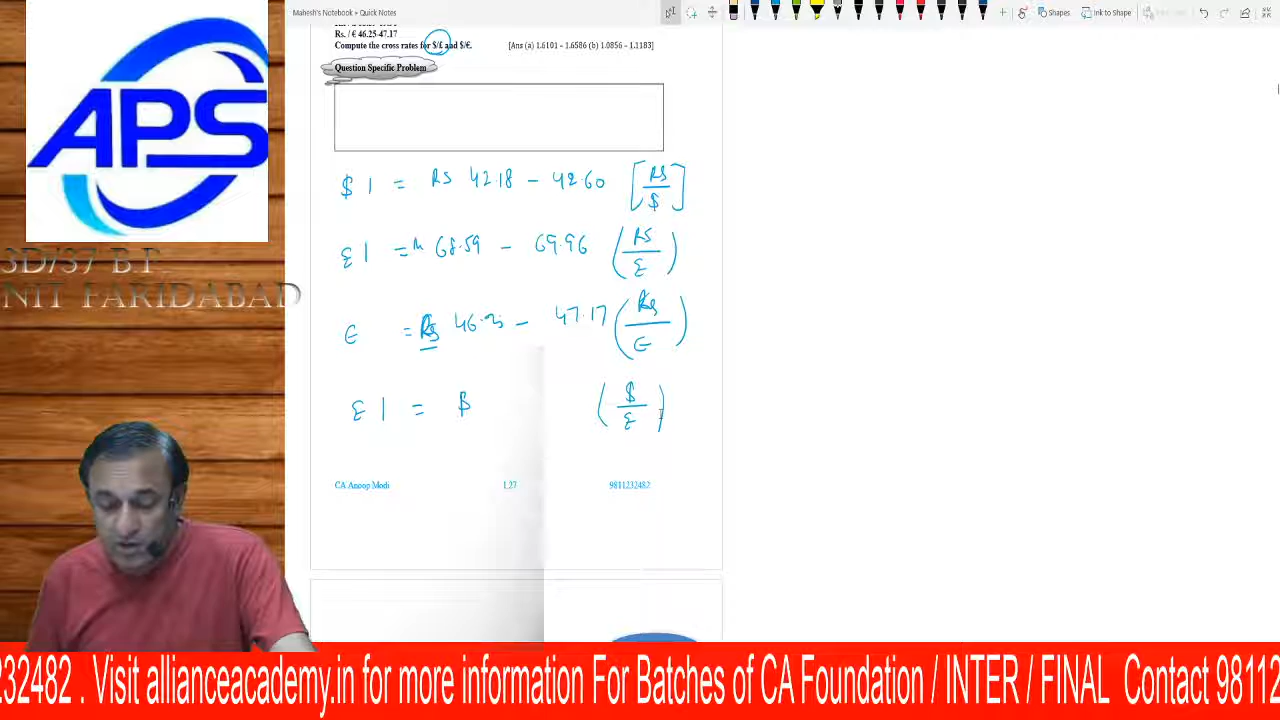 Mahesh's Notebook » Quick Notes
Shapes
Ink to Shape
APS
3D/37 B.P.
NIT FARIDABAD
Rs. / € 46.25-47.17
Compute the cross rates for $/£ and $/€. [Ans (a) 1.6101 – 1.6586 (b) 1.0856 – 1.1183]
Question Specific Problem
$ 1 = RS 42.18 – 42.60 [RS/$]
£ 1 = 68.59 – 69.96 (RS/£)
€ = Rs 46.25 – 47.17 (Rs/€)
£ 1 = $ ($/£)
CA Anoop Modi 1.27 9811232482
232482 . Visit allianceacademy.in for more information For Batches of CA Foundation / INTER / FINAL Contact 9811